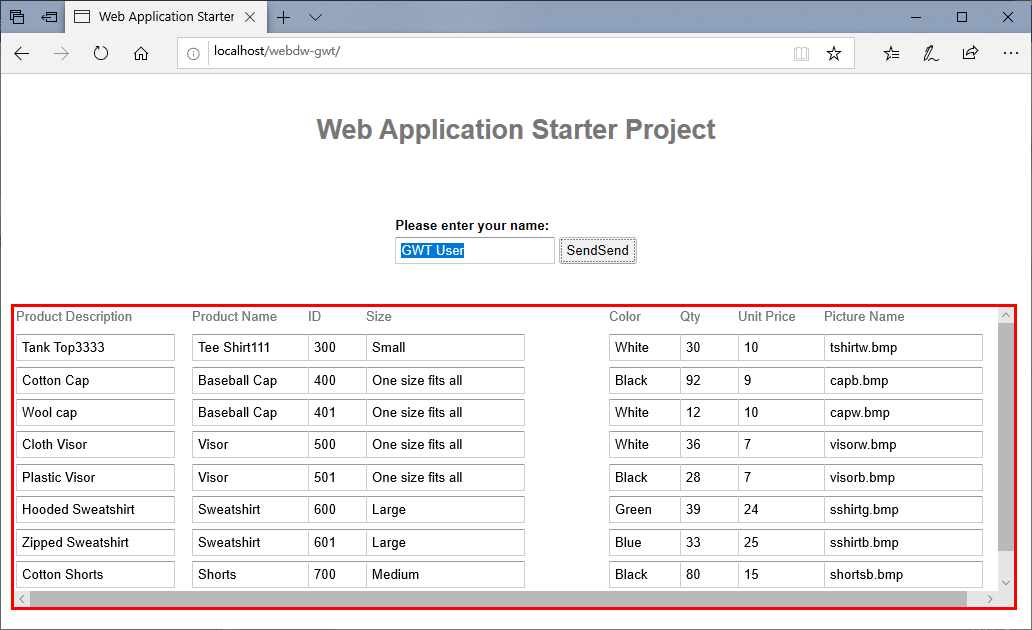 Web Application Starter
localhost/webdw-gwt/
Web Application Starter Project
Please enter your name:
GWT User SendSend
Product Description Product Name ID Size Color Qty Unit Price Picture Name
Tank Top3333 Tee Shirt111 300 Small White 30 10 tshirtw.bmp
Cotton Cap Baseball Cap 400 One size fits all Black 92 9 capb.bmp
Wool cap Baseball Cap 401 One size fits all White 12 10 capw.bmp
Cloth Visor Visor 500 One size fits all White 36 7 visorw.bmp
Plastic Visor Visor 501 One size fits all Black 28 7 visorb.bmp
Hooded Sweatshirt Sweatshirt 600 Large Green 39 24 sshirtg.bmp
Zipped Sweatshirt Sweatshirt 601 Large Blue 33 25 sshirtb.bmp
Cotton Shorts Shorts 700 Medium Black 80 15 shortsb.bmp